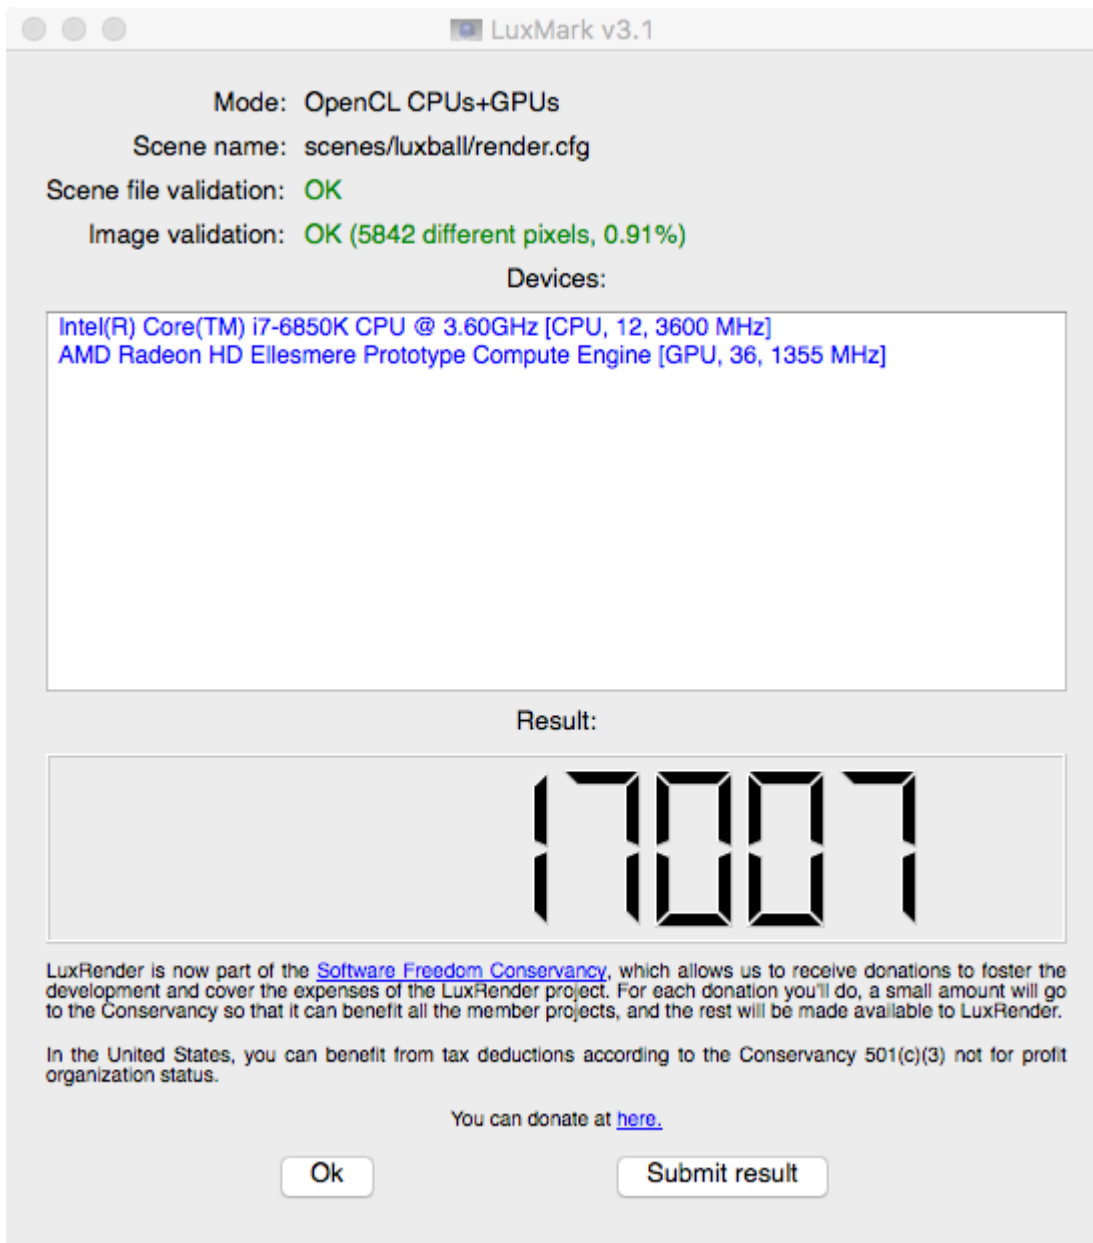 LuxMark v3.1
Mode: OpenCL CPUs+GPUs
Scene name: scenes/luxball/render.cfg
Scene file validation: OK
Image validation: OK (5842 different pixels, 0.91%)
Devices:
Intel(R) Core(TM) i7-6850K CPU @ 3.60GHz [CPU, 12, 3600 MHz]
AMD Radeon HD Ellesmere Prototype Compute Engine [GPU, 36, 1355 MHz]
Result:
17007
LuxRender is now part of the Software Freedom Conservancy, which allows us to receive donations to foster the
development and cover the expenses of the LuxRender project. For each donation you'll do, a small amount will go
to the Conservancy so that it can benefit all the member projects, and the rest will be made available to LuxRender.
In the United States, you can benefit from tax deductions according to the Conservancy 501(c)(3) not for profit
organization status.
You can donate at here.
Ok
Submit result